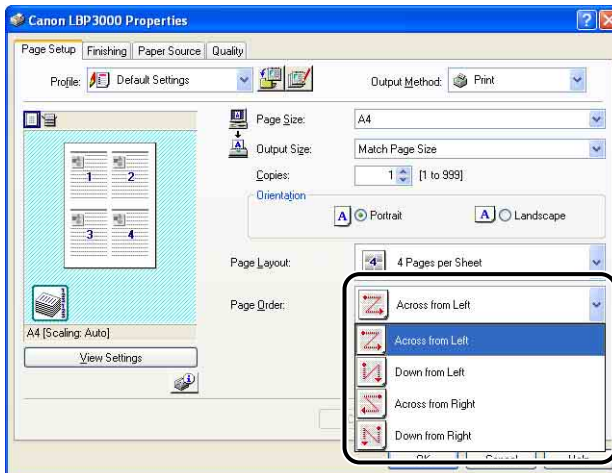 Canon LBP3000 Properties
Page Setup Finishing Paper Source Quality
Profile: Default Settings Output Method: Print
Page Size: A4
Output Size: Match Page Size
Copies: 1 [1 to 999]
Orientation
A Portrait A Landscape
1 2
3 4
Page Layout: 4 4 Pages per Sheet
Page Order: Across from Left
A4 [Scaling: Auto]
Across from Left
View Settings
Down from Left
Across from Right
Down from Right